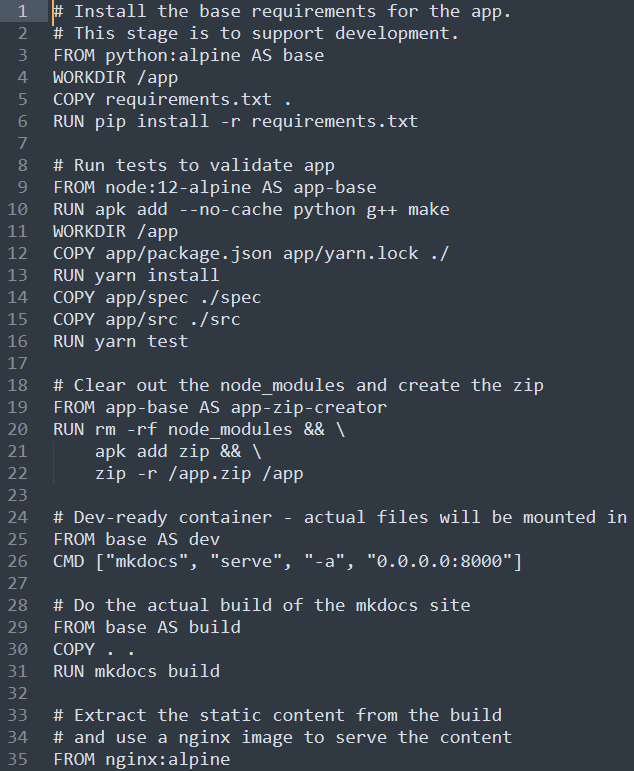 1 # Install the base requirements for the app.
2 # This stage is to support development.
3 FROM python:alpine AS base
4 WORKDIR /app
5 COPY requirements.txt .
6 RUN pip install -r requirements.txt
7
8 # Run tests to validate app
9 FROM node:12-alpine AS app-base
10 RUN apk add --no-cache python g++ make
11 WORKDIR /app
12 COPY app/package.json app/yarn.lock ./
13 RUN yarn install
14 COPY app/spec ./spec
15 COPY app/src ./src
16 RUN yarn test
17
18 # Clear out the node_modules and create the zip
19 FROM app-base AS app-zip-creator
20 RUN rm -rf node_modules && \
21     apk add zip && \
22     zip -r /app.zip /app
23
24 # Dev-ready container - actual files will be mounted in
25 FROM base AS dev
26 CMD ["mkdocs", "serve", "-a", "0.0.0.0:8000"]
27
28 # Do the actual build of the mkdocs site
29 FROM base AS build
30 COPY . .
31 RUN mkdocs build
32
33 # Extract the static content from the build
34 # and use a nginx image to serve the content
35 FROM nginx:alpine